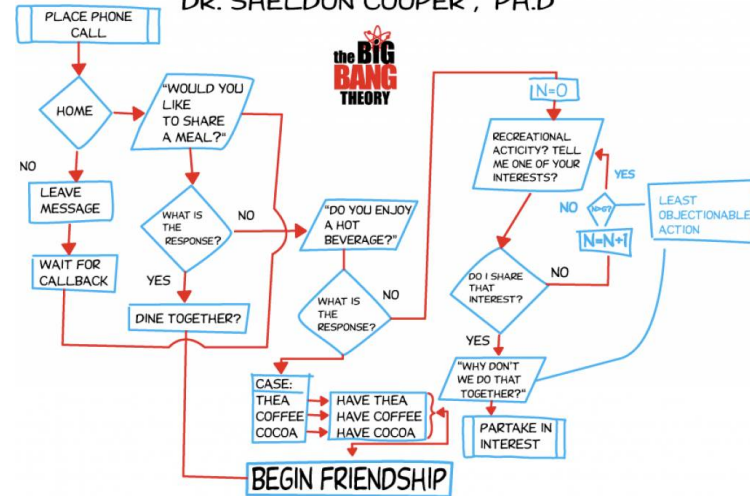 DR. SHELDON COOPER, PH.D
PLACE PHONE
CALL
the BIG
BANG
THEORY
HOME
"WOULD YOU
LIKE
TO SHARE
A MEAL?"
NO
LEAVE
MESSAGE
WAIT FOR
CALLBACK
WHAT IS
THE
RESPONSE?
NO
YES
DINE TOGETHER?
"DO YOU ENJOY
A HOT
BEVERAGE?"
WHAT IS
THE
RESPONSE?
NO
CASE:
THEA
COFFEE
COCOA
HAVE THEA
HAVE COFFEE
HAVE COCOA
BEGIN FRIENDSHIP
N=0
RECREATIONAL
ACTICITY? TELL
ME ONE OF YOUR
INTERESTS?
YES
NO
N=N+1
LEAST
OBJECTIONABLE
ACTION
DO I SHARE
THAT
INTEREST?
NO
YES
"WHY DON'T
WE DO THAT
TOGETHER?"
PARTAKE IN
INTEREST